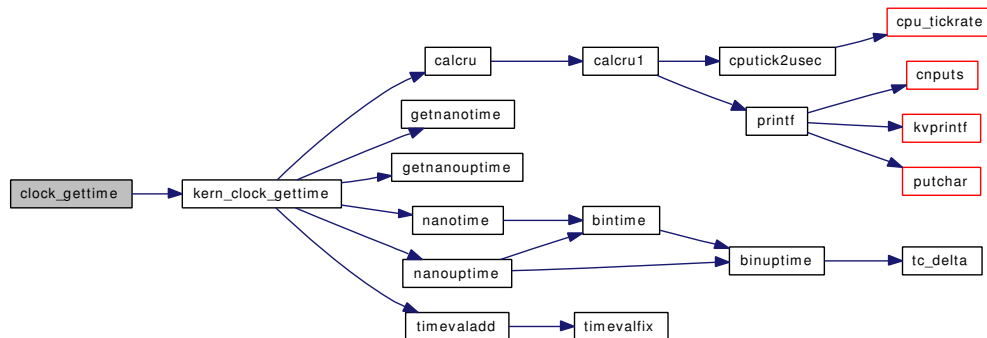 cpu_tickrate
calcru
calcru1
cputick2usec
cnputs
getnanotime
printf
kvprintf
getnanouptime
putchar
clock_gettime
kern_clock_gettime
nanotime
bintime
nanouptime
binuptime
tc_delta
timevaladd
timevalfix